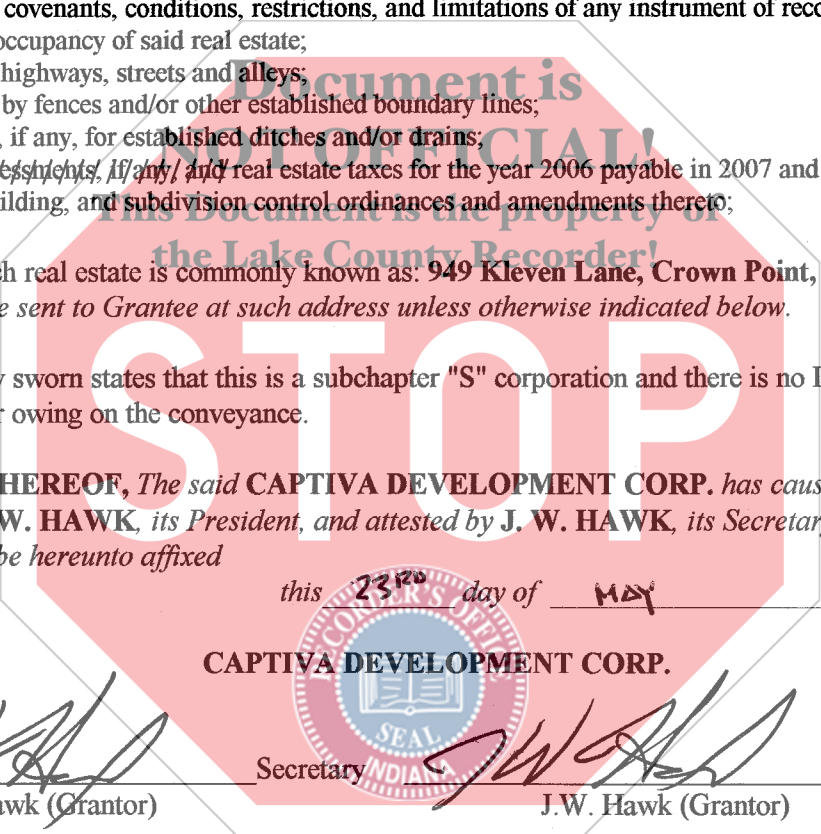 covenants, conditions, restrictions, and limitations of any instrument of reco
occupancy of said real estate;
highways, streets and alleys;
Document is
by fences and/or other established boundary lines;
, if any, for established ditches and/or drains;
NOT OFFICIAL!
essments, if any, and real estate taxes for the year 2006 payable in 2007 and
ilding, and subdivision control ordinances and amendments thereto;
This Document is the property of
the Lake County Recorder!
h real estate is commonly known as: 949 Kleven Lane, Crown Point,
e sent to Grantee at such address unless otherwise indicated below.
STOP
y sworn states that this is a subchapter "S" corporation and there is no I
r owing on the conveyance.
HEREOF, The said CAPTIVA DEVELOPMENT CORP. has caus
W. HAWK, its President, and attested by J. W. HAWK, its Secretar
be hereunto affixed
this 23RD day of MAY
CAPTIVA DEVELOPMENT CORP.
RECORDER'S OFFICE
SEAL
INDIANA
Secretary
awk (Grantor)
J.W. Hawk (Grantor)